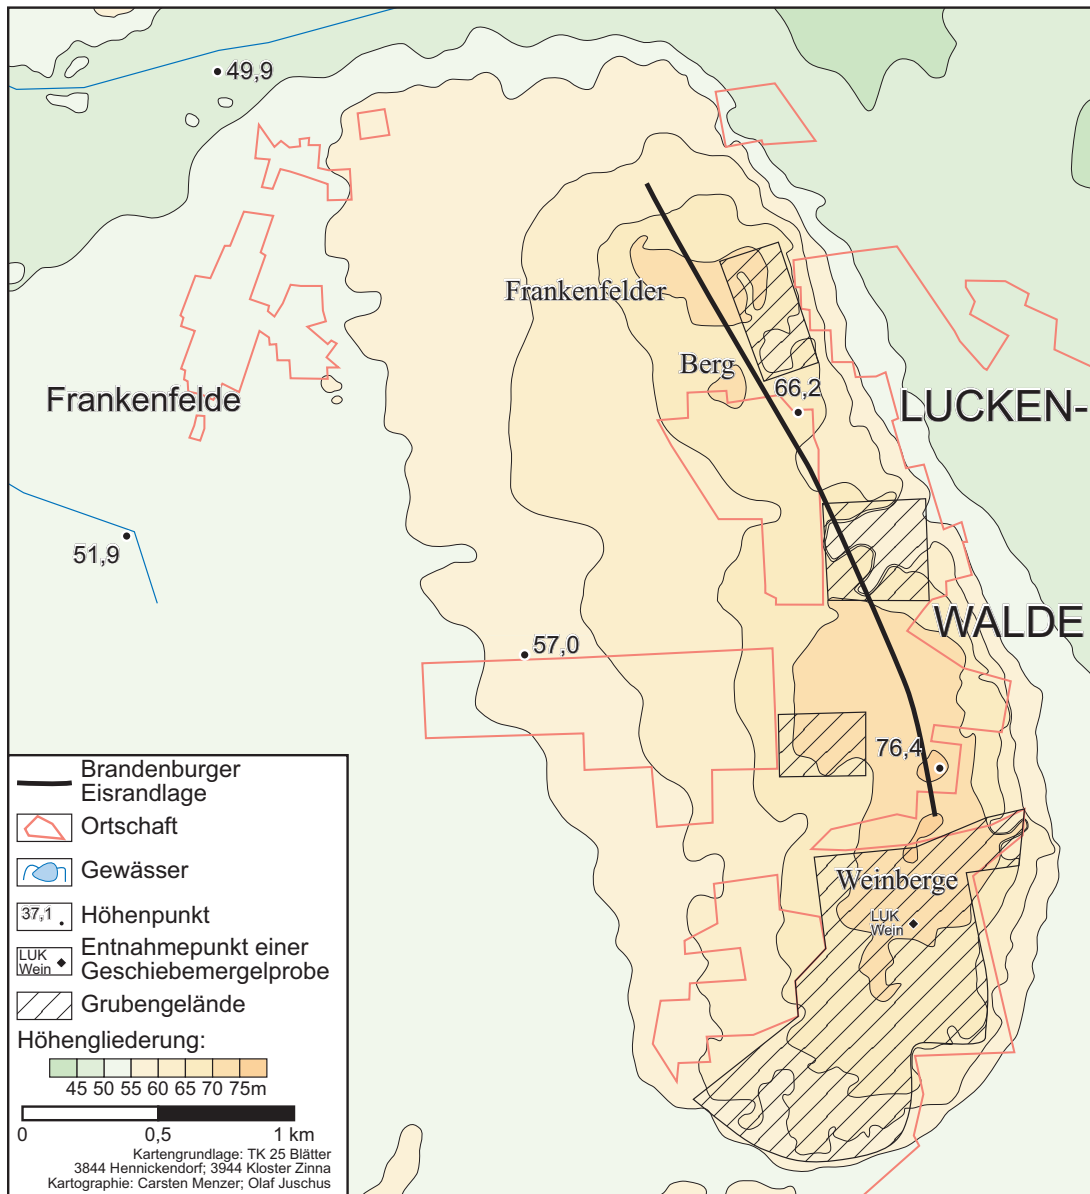 49,9
Frankenfelder
Berg
66,2
Frankenfelde
LUCKEN-
51,9
WALDE
57,0
76,4
Weinberge
LUK
Wein
Brandenburger
Eisrandlage
Ortschaft
Gewässer
37,1 Höhenpunkt
LUK
Wein
Entnahmepunkt einer
Geschiebemergelprobe
Grubengelände
Höhengliederung:
45 50 55 60 65 70 75m
0 0,5 1 km
Kartengrundlage: TK 25 Blätter
3844 Hennickendorf; 3944 Kloster Zinna
Kartographie: Carsten Menzer; Olaf Juschus